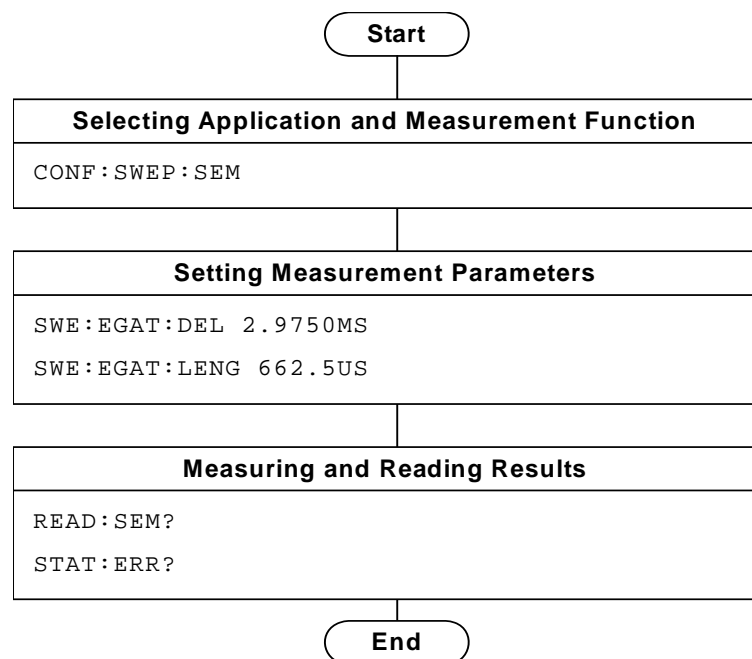 Start
Selecting Application and Measurement Function
CONF:SWEP:SEM
Setting Measurement Parameters
SWE:EGAT:DEL 2.9750MS
SWE:EGAT:LENG 662.5US
Measuring and Reading Results
READ:SEM?
STAT:ERR?
End